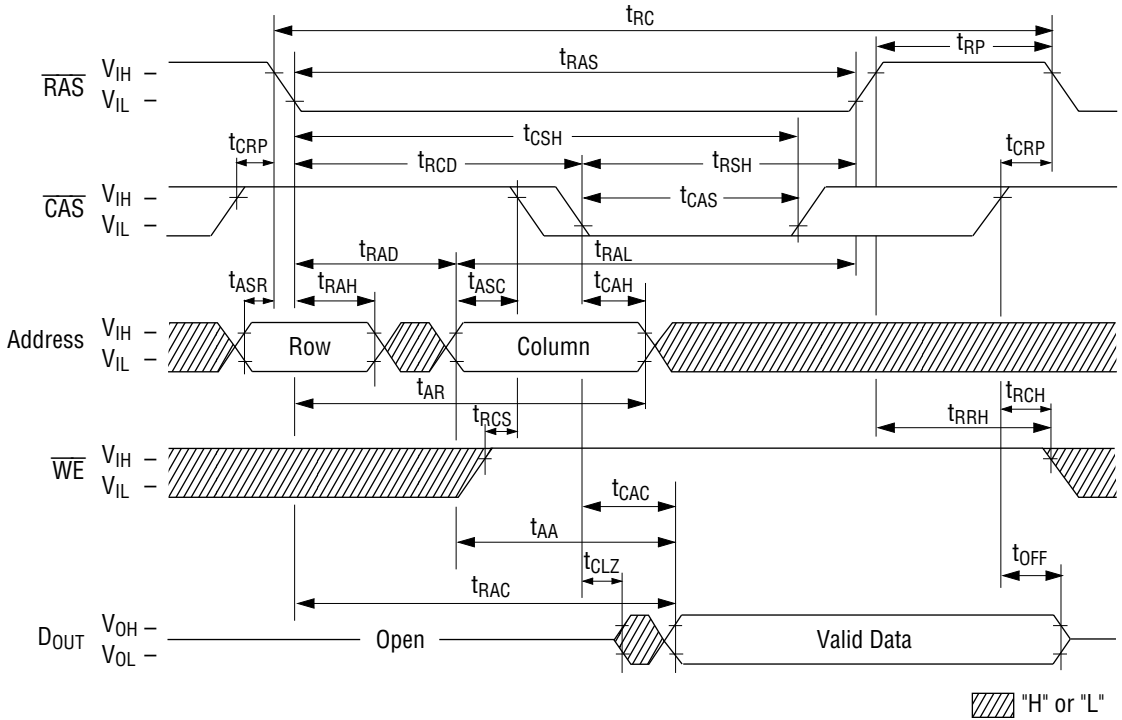 tRC
tRP
tRAS
RAS
VIH –
VIL –
tCSH
tCRP
tRCD
tRSH
tCRP
CAS
VIH –
VIL –
tCAS
tRAD
tRAL
tASR
tRAH
tASC
tCAH
Address
VIH –
VIL –
Row
Column
tAR
tRCS
tRCH
tRRH
WE
VIH –
VIL –
tCAC
tAA
tCLZ
tOFF
tRAC
DOUT
VOH –
VOL –
Open
Valid Data
"H" or "L"